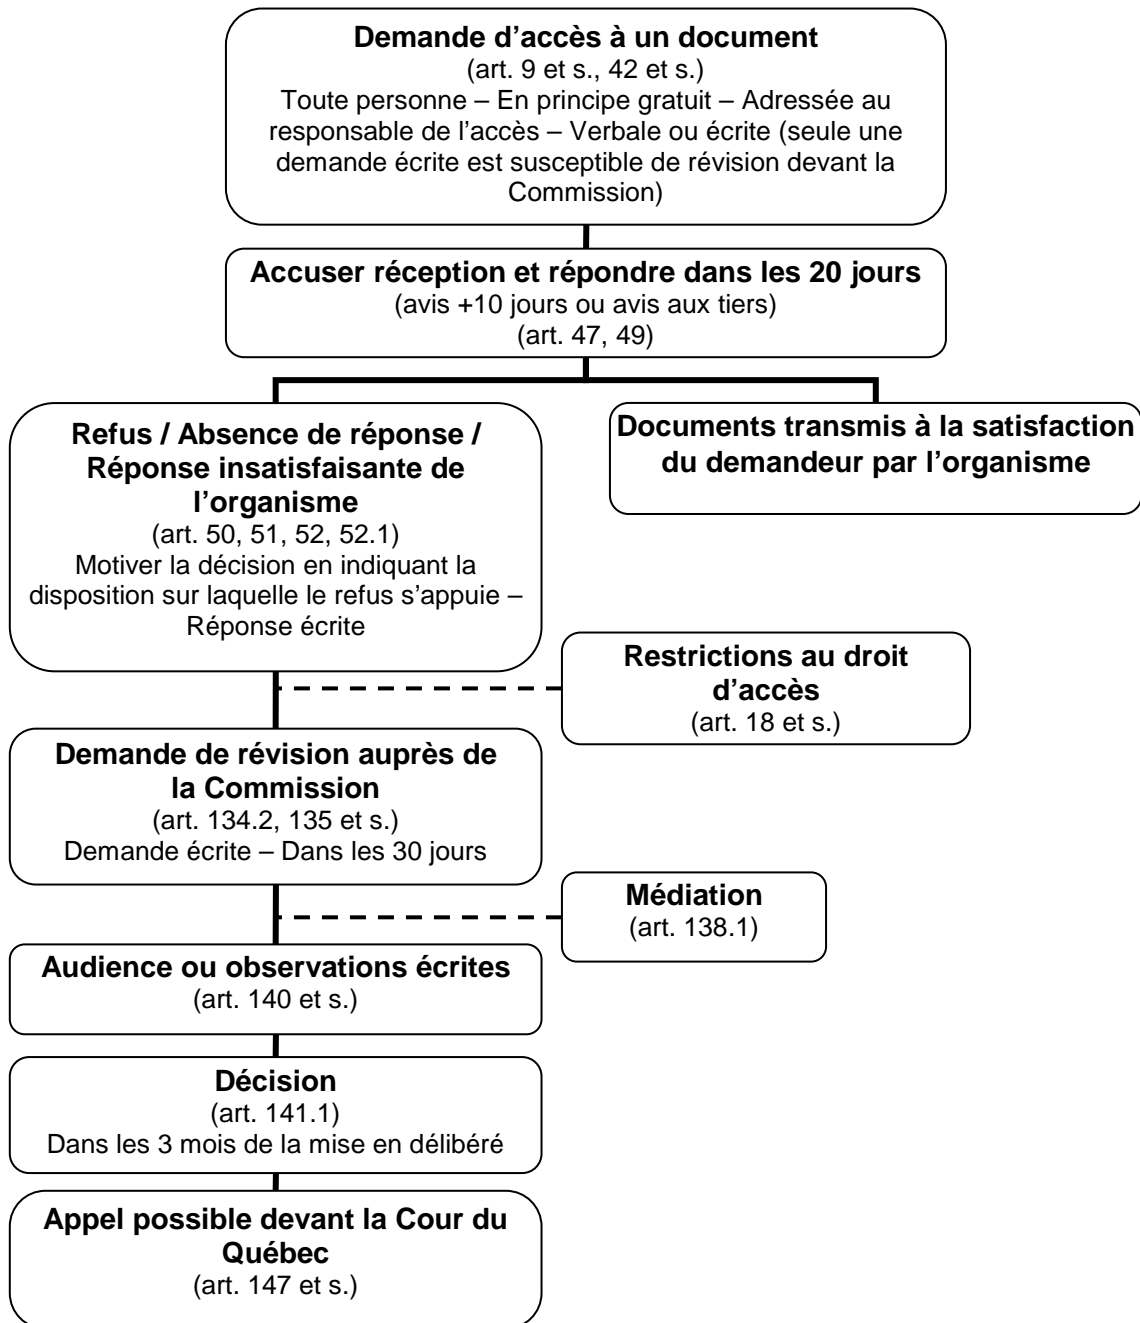 Demande d’accès à un document
(art. 9 et s., 42 et s.)
Toute personne – En principe gratuit – Adressée au
responsable de l’accès – Verbale ou écrite (seule une
demande écrite est susceptible de révision devant la
Commission)
Accuser réception et répondre dans les 20 jours
(avis +10 jours ou avis aux tiers)
(art. 47, 49)
Refus / Absence de réponse /
Réponse insatisfaisante de
l’organisme
(art. 50, 51, 52, 52.1)
Motiver la décision en indiquant la
disposition sur laquelle le refus s’appuie –
Réponse écrite
Documents transmis à la satisfaction
du demandeur par l’organisme
Restrictions au droit
d’accès
(art. 18 et s.)
Demande de révision auprès de
la Commission
(art. 134.2, 135 et s.)
Demande écrite – Dans les 30 jours
Médiation
(art. 138.1)
Audience ou observations écrites
(art. 140 et s.)
Décision
(art. 141.1)
Dans les 3 mois de la mise en délibéré
Appel possible devant la Cour du
Québec
(art. 147 et s.)